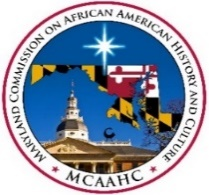 MARYLAND COMMISSION ON AFRICAN AMERICAN HISTORY AND CULTURE
★ MCAAHC ★